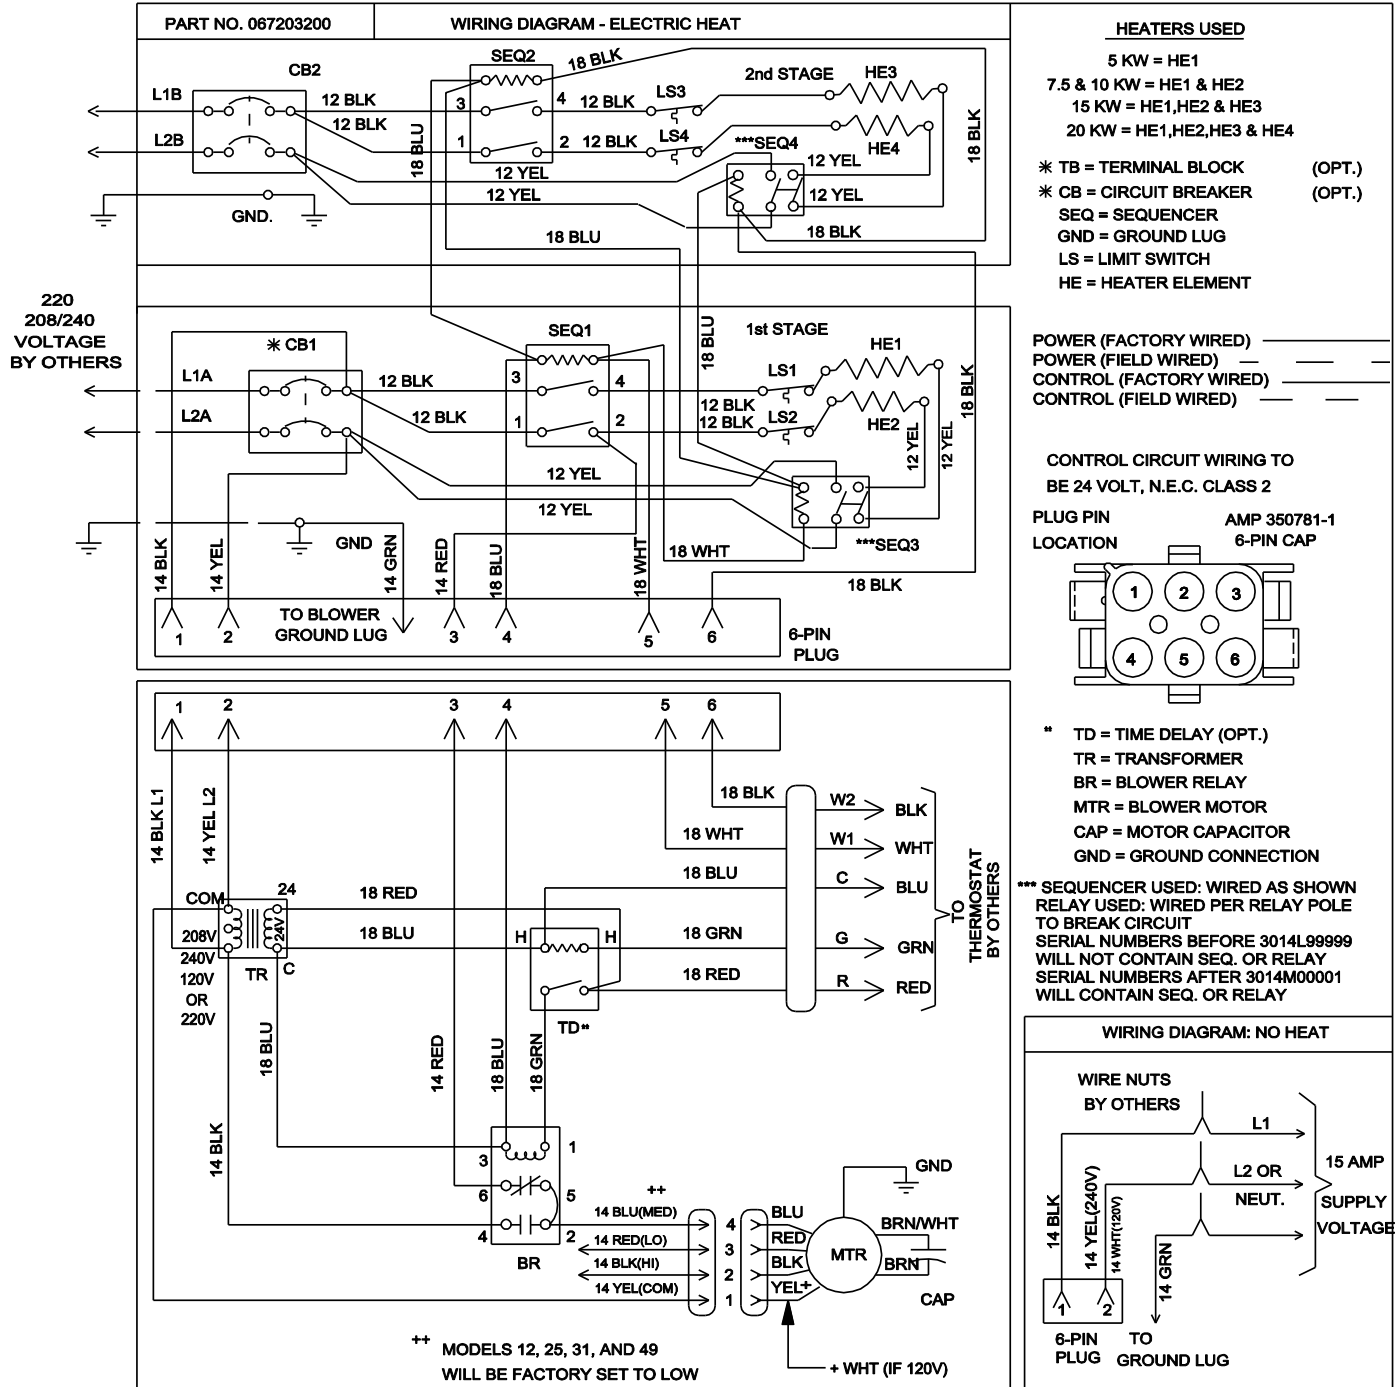 PART NO. 067203200
WIRING DIAGRAM - ELECTRIC HEAT
SEQ2
18 BLK
CB2
2nd STAGE
HE3
L1B
12 BLK
3
4
12 BLK
LS3
12 BLK
L2B
1
2
12 BLK
LS4
HE4
18 BLU
***SEQ4
12 YEL
12 YEL
18 BLK
12 YEL
12 YEL
GND.
18 BLU
18 BLK
220
208/240
VOLTAGE
BY OTHERS
✳ CB1
SEQ1
1st STAGE
18 BLU
HE1
L1A
12 BLK
3
4
LS1
12 BLK
18 BLK
L2A
12 BLK
1
2
12 BLK
LS2
HE2
12 YEL
12 YEL
12 YEL
12 YEL
GND
14 BLK
14 YEL
14 GRN
14 RED
18 BLU
18 WHT
18 WHT
***SEQ3
18 BLK
TO BLOWER
GROUND LUG
1
2
3
4
5
6
6-PIN
PLUG
1
2
3
4
5
6
14 BLK L1
14 YEL L2
18 BLK
W2
BLK
18 WHT
W1
WHT
18 BLU
C
BLU
18 GRN
G
GRN
18 RED
R
RED
TO
THERMOSTAT
BY OTHERS
COM
24
18 RED
208V
24V
18 BLU
H
H
240V
TR
C
120V
OR
220V
TD**
18 BLU
14 RED
18 BLU
18 GRN
14 BLK
3
1
6
5
4
2
BR
++
14 BLU(MED)
14 RED(LO)
14 BLK(HI)
14 YEL(COM)
4
3
2
1
BLU
RED
BLK
YEL+
MTR
GND
BRN/WHT
BRN
CAP
+ WHT (IF 120V)
++ MODELS 12, 25, 31, AND 49
WILL BE FACTORY SET TO LOW
HEATERS USED
5 KW = HE1
7.5 & 10 KW = HE1 & HE2
15 KW = HE1,HE2 & HE3
20 KW = HE1,HE2,HE3 & HE4
✳ TB = TERMINAL BLOCK (OPT.)
✳ CB = CIRCUIT BREAKER (OPT.)
SEQ = SEQUENCER
GND = GROUND LUG
LS = LIMIT SWITCH
HE = HEATER ELEMENT
POWER (FACTORY WIRED)
POWER (FIELD WIRED)
CONTROL (FACTORY WIRED)
CONTROL (FIELD WIRED)
CONTROL CIRCUIT WIRING TO
BE 24 VOLT, N.E.C. CLASS 2
PLUG PIN
LOCATION
AMP 350781-1
6-PIN CAP
1
2
3
4
5
6
** TD = TIME DELAY (OPT.)
TR = TRANSFORMER
BR = BLOWER RELAY
MTR = BLOWER MOTOR
CAP = MOTOR CAPACITOR
GND = GROUND CONNECTION
*** SEQUENCER USED: WIRED AS SHOWN
RELAY USED: WIRED PER RELAY POLE
TO BREAK CIRCUIT
SERIAL NUMBERS BEFORE 3014L99999
WILL NOT CONTAIN SEQ. OR RELAY
SERIAL NUMBERS AFTER 3014M00001
WILL CONTAIN SEQ. OR RELAY
WIRING DIAGRAM: NO HEAT
WIRE NUTS
BY OTHERS
L1
L2 OR
NEUT.
15 AMP
SUPPLY
VOLTAGE
14 BLK
14 YEL(240V)
14 WHT(120V)
14 GRN
1
2
6-PIN
PLUG
TO
GROUND LUG